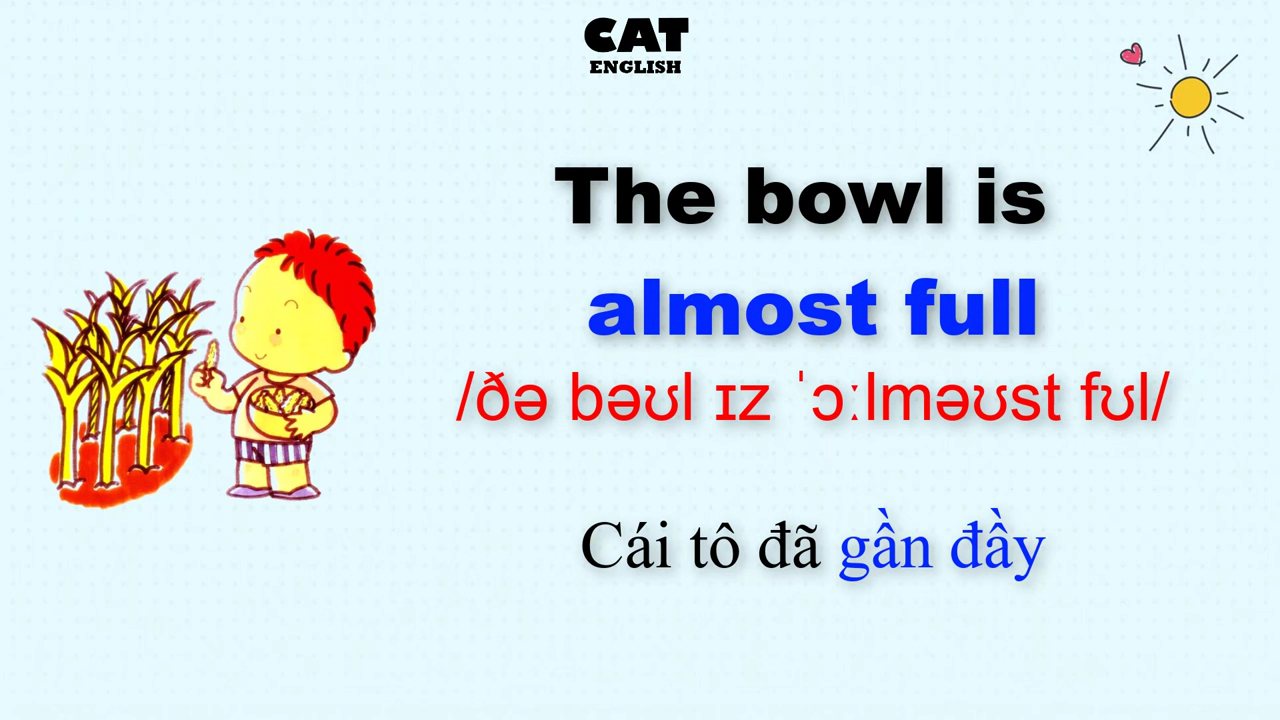 CAT
ENGLISH
The bowl is
almost full
/ðə bəʊl ɪz ˈɔːlməʊst fʊl/
Cái tô đã gần đầy